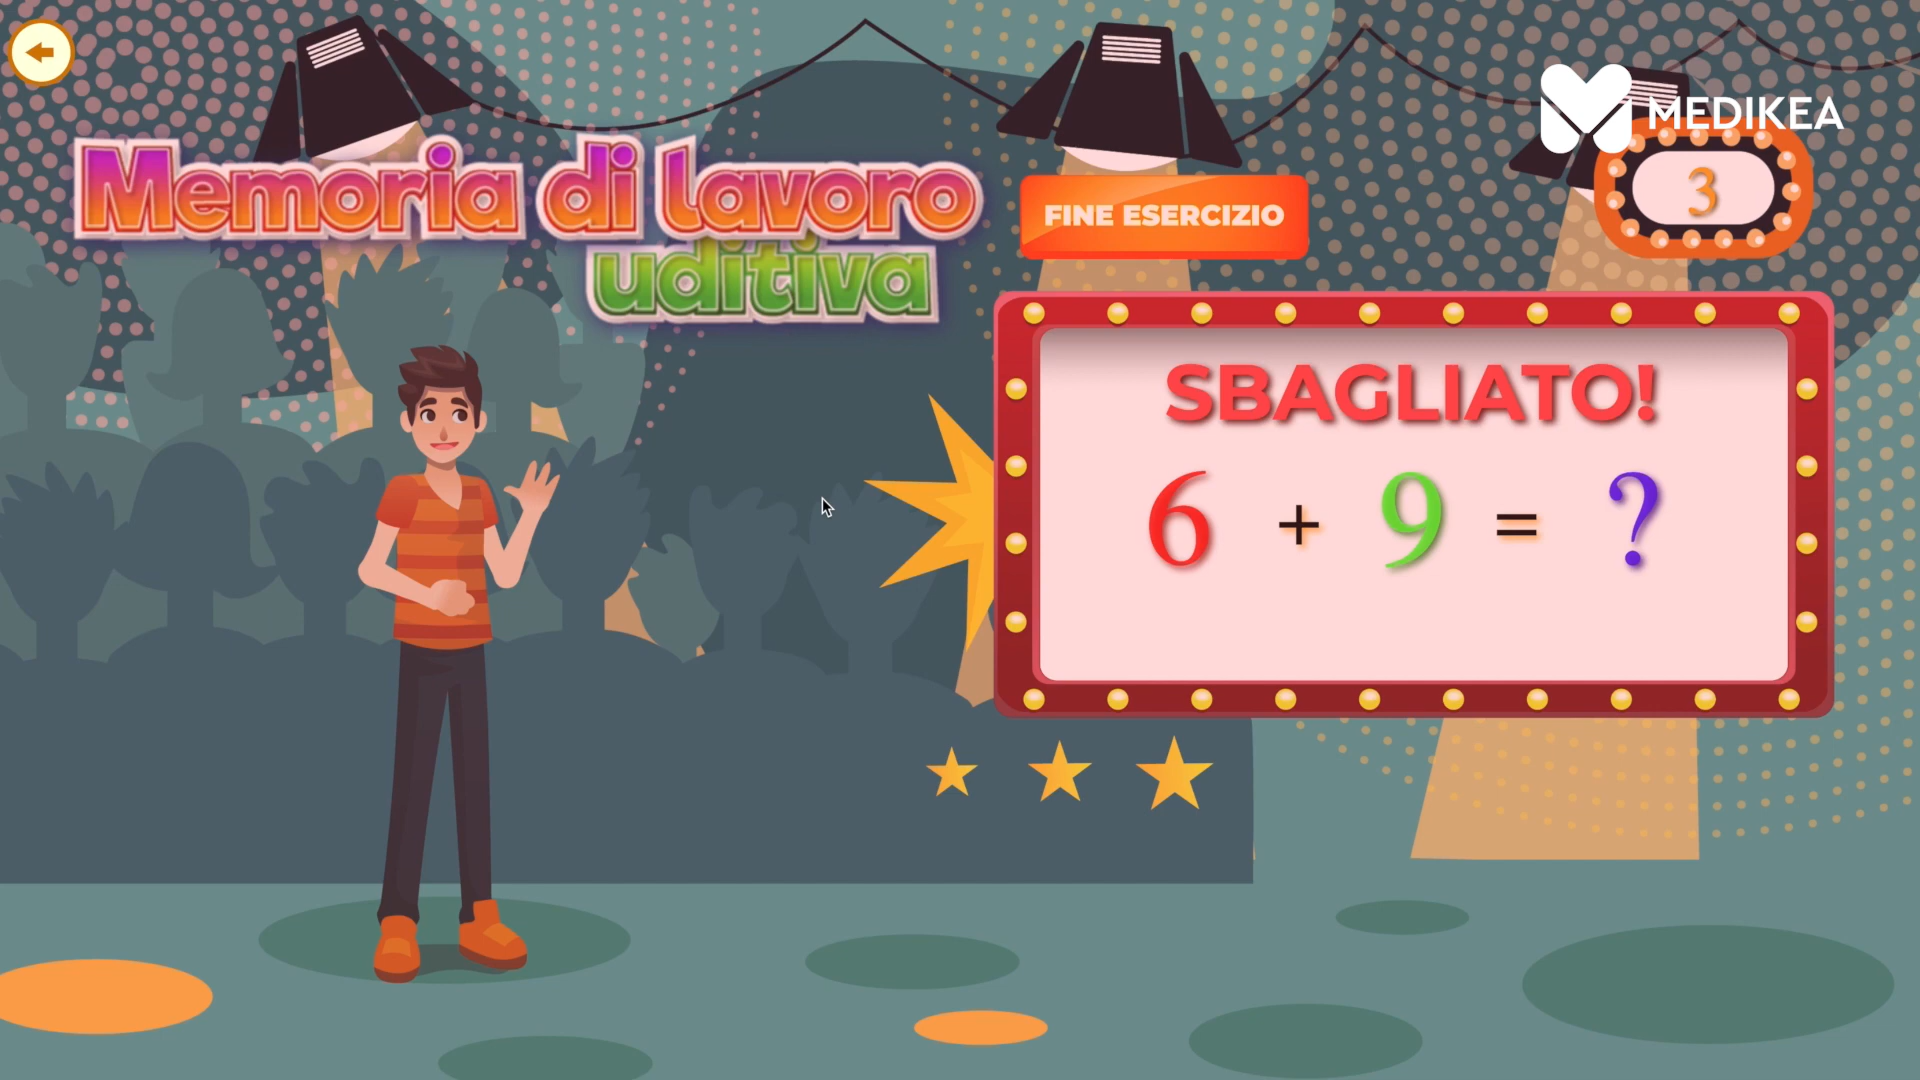 MEDIKEA
3
Memoria di lavoro
uditiva
FINE ESERCIZIO
SBAGLIATO!
6 + 9 = ?